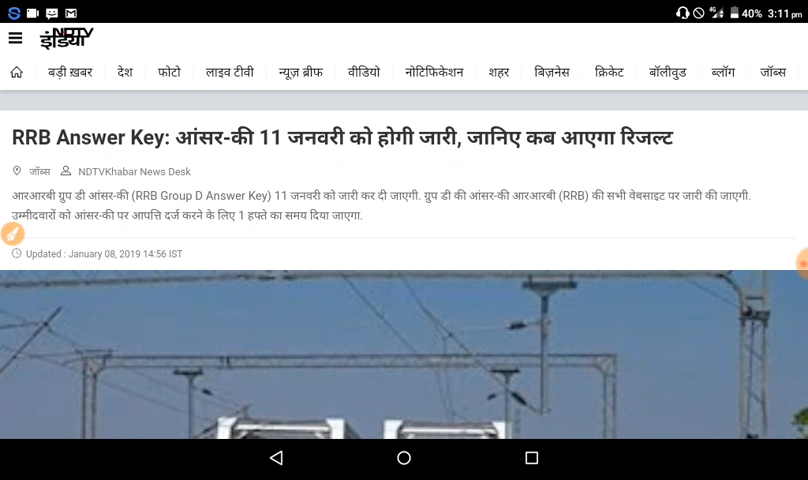 4G 40% 3:11 pm
NDTV
इंडिया
बड़ी ख़बर देश फोटो लाइव टीवी न्यूज़ ब्रीफ वीडियो नोटिफिकेशन शहर बिज़नेस क्रिकेट बॉलीवुड ब्लॉग जॉब्स
RRB Answer Key: आंसर-की 11 जनवरी को होगी जारी, जानिए कब आएगा रिजल्ट
जॉब्स NDTVKhabar News Desk
आरआरबी ग्रुप डी आंसर-की (RRB Group D Answer Key) 11 जनवरी को जारी कर दी जाएगी. ग्रुप डी की आंसर-की आरआरबी (RRB) की सभी वेबसाइट पर जारी की जाएगी.
उम्मीदवारों को आंसर-की पर आपत्ति दर्ज करने के लिए 1 हफ्ते का समय दिया जाएगा.
Updated : January 08, 2019 14:56 IST